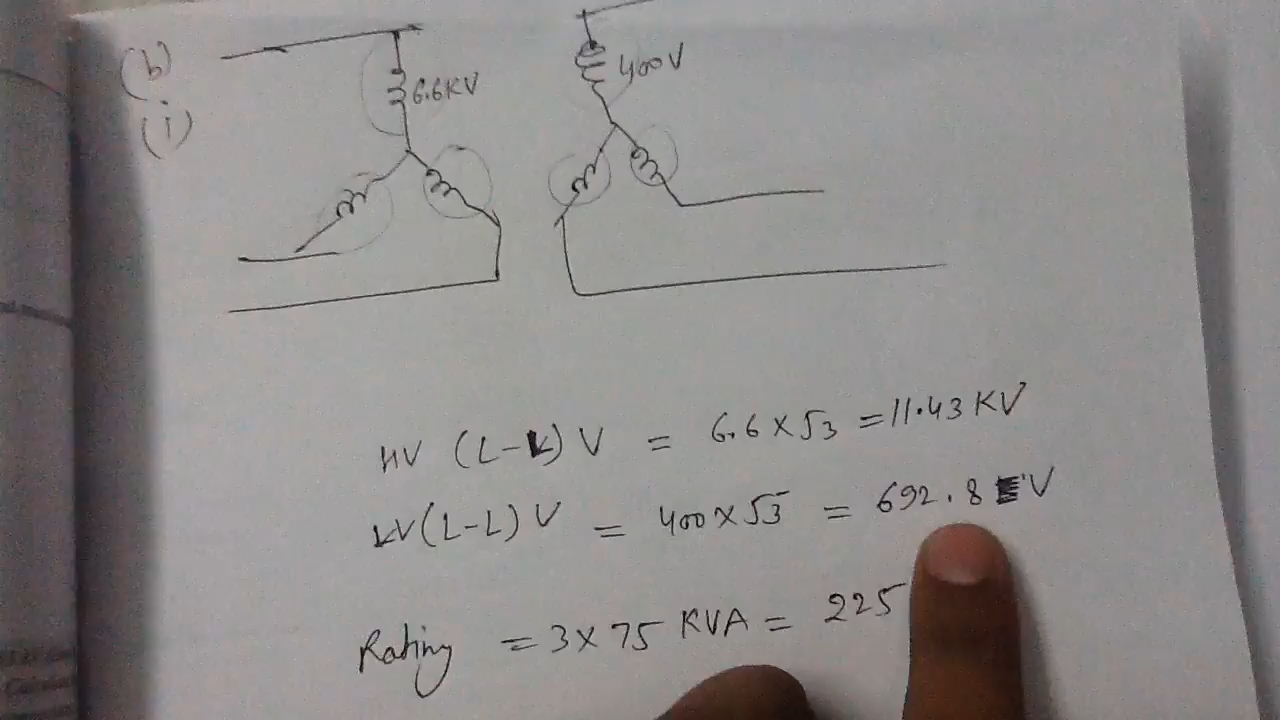 (b)
(i)
6.6KV
400V
HV (L-L) V = 6.6 × √3 = 11.43 KV
LV (L-L) V = 400 × √3 = 692.8 V
Rating = 3 × 75 KVA = 225